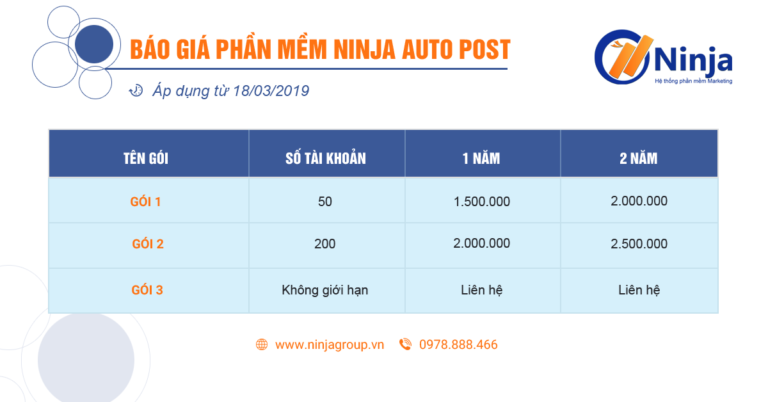 BÁO GIÁ PHẦN MỀM NINJA AUTO POST
Áp dụng từ 18/03/2019
Ninja
Hệ thống phần mềm Marketing
TÊN GÓI SỐ TÀI KHOẢN 1 NĂM 2 NĂM
GÓI 1 50 1.500.000 2.000.000
GÓI 2 200 2.000.000 2.500.000
GÓI 3 Không giới hạn Liên hệ Liên hệ
www.ninjagroup.vn 0978.888.466